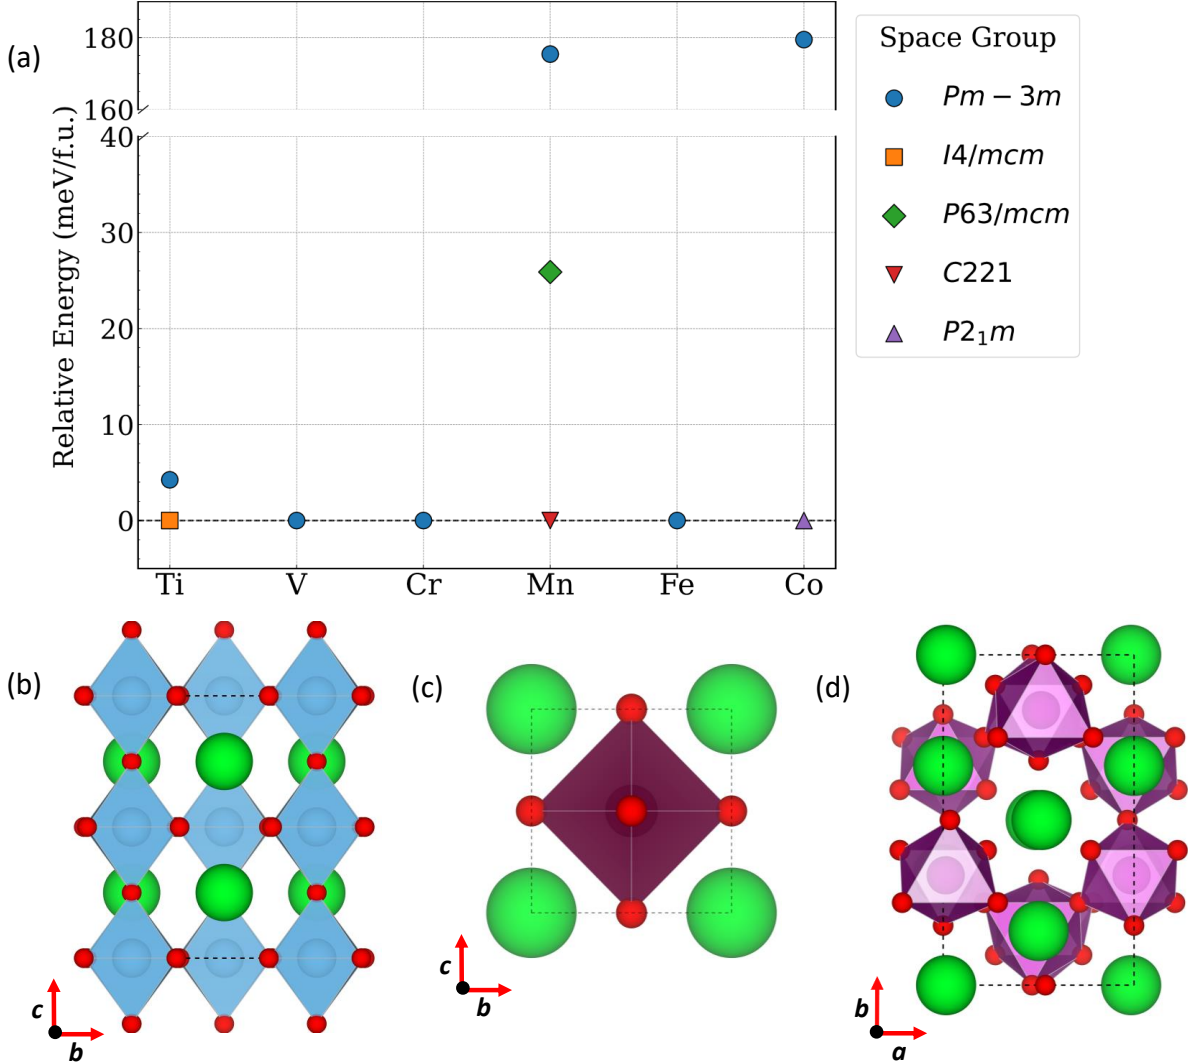 (a)
Relative Energy (meV/f.u.)
180
160
40
30
20
10
0
Ti V Cr Mn Fe Co
Space Group
Pm − 3m
I4/mcm
P63/mcm
C221
P2₁m
(b)
c
b
(c)
c
b
(d)
b
a